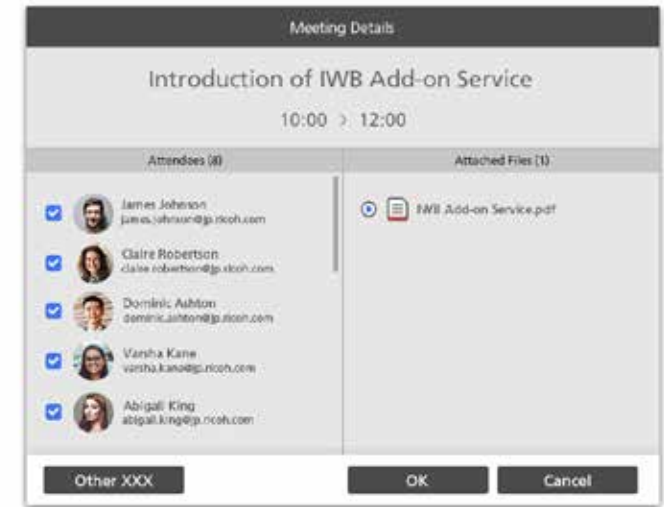 Meeting Details
Introduction of IWB Add-on Service
10:00 > 12:00
Attendees (8)
Attached Files (1)
James Johnson
james.johnson@jp.ricoh.com
IWB Add-on Service.pdf
Claire Robertson
claire.robertson@jp.ricoh.com
Dominic Ashton
dominic.ashton@jp.ricoh.com
Varsha Kane
varsha.kane@jp.ricoh.com
Abigail King
abigail.king@jp.ricoh.com
Other XXX
OK
Cancel